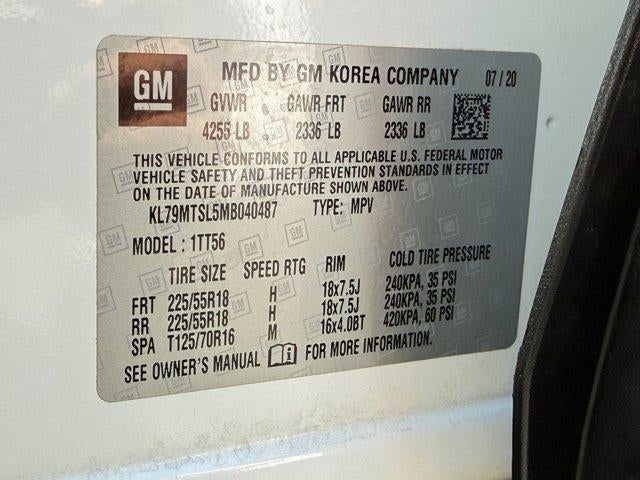 GM MFD BY GM KOREA COMPANY 07/20
GVWR GAWR FRT GAWR RR
4255 LB 2336 LB 2336 LB
THIS VEHICLE CONFORMS TO ALL APPLICABLE U.S. FEDERAL MOTOR
VEHICLE SAFETY AND THEFT PREVENTION STANDARDS IN EFFECT
ON THE DATE OF MANUFACTURE SHOWN ABOVE.
KL79MTSL5MB040487 TYPE: MPV
MODEL : 1TT56
TIRE SIZE SPEED RTG RIM COLD TIRE PRESSURE
FRT 225/55R18 H 18x7.5J 240KPA, 35 PSI
RR 225/55R18 H 18x7.5J 240KPA, 35 PSI
SPA T125/70R16 M 16x4.0BT 420KPA, 60 PSI
SEE OWNER'S MANUAL FOR MORE INFORMATION.